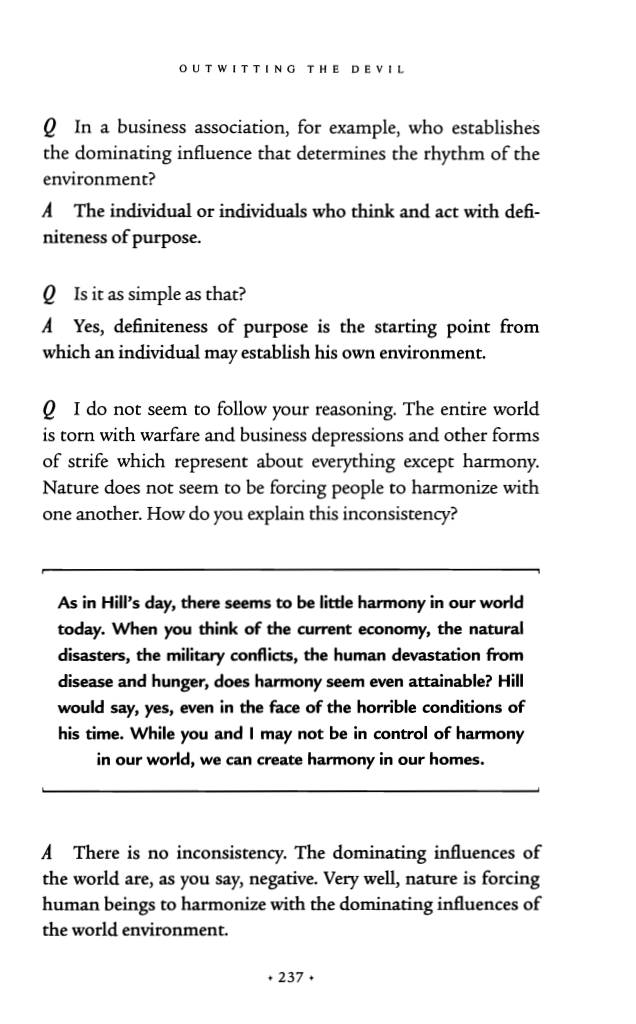 OUTWITTING THE DEVIL
Q In a business association, for example, who establishes
the dominating influence that determines the rhythm of the
environment?
A The individual or individuals who think and act with defi-
niteness of purpose.
Q Is it as simple as that?
A Yes, definiteness of purpose is the starting point from
which an individual may establish his own environment.
Q I do not seem to follow your reasoning. The entire world
is torn with warfare and business depressions and other forms
of strife which represent about everything except harmony.
Nature does not seem to be forcing people to harmonize with
one another. How do you explain this inconsistency?
As in Hill's day, there seems to be little harmony in our world
today. When you think of the current economy, the natural
disasters, the military conflicts, the human devastation from
disease and hunger, does harmony seem even attainable? Hill
would say, yes, even in the face of the horrible conditions of
his time. While you and I may not be in control of harmony
in our world, we can create harmony in our homes.
A There is no inconsistency. The dominating influences of
the world are, as you say, negative. Very well, nature is forcing
human beings to harmonize with the dominating influences of
the world environment.
• 237 •